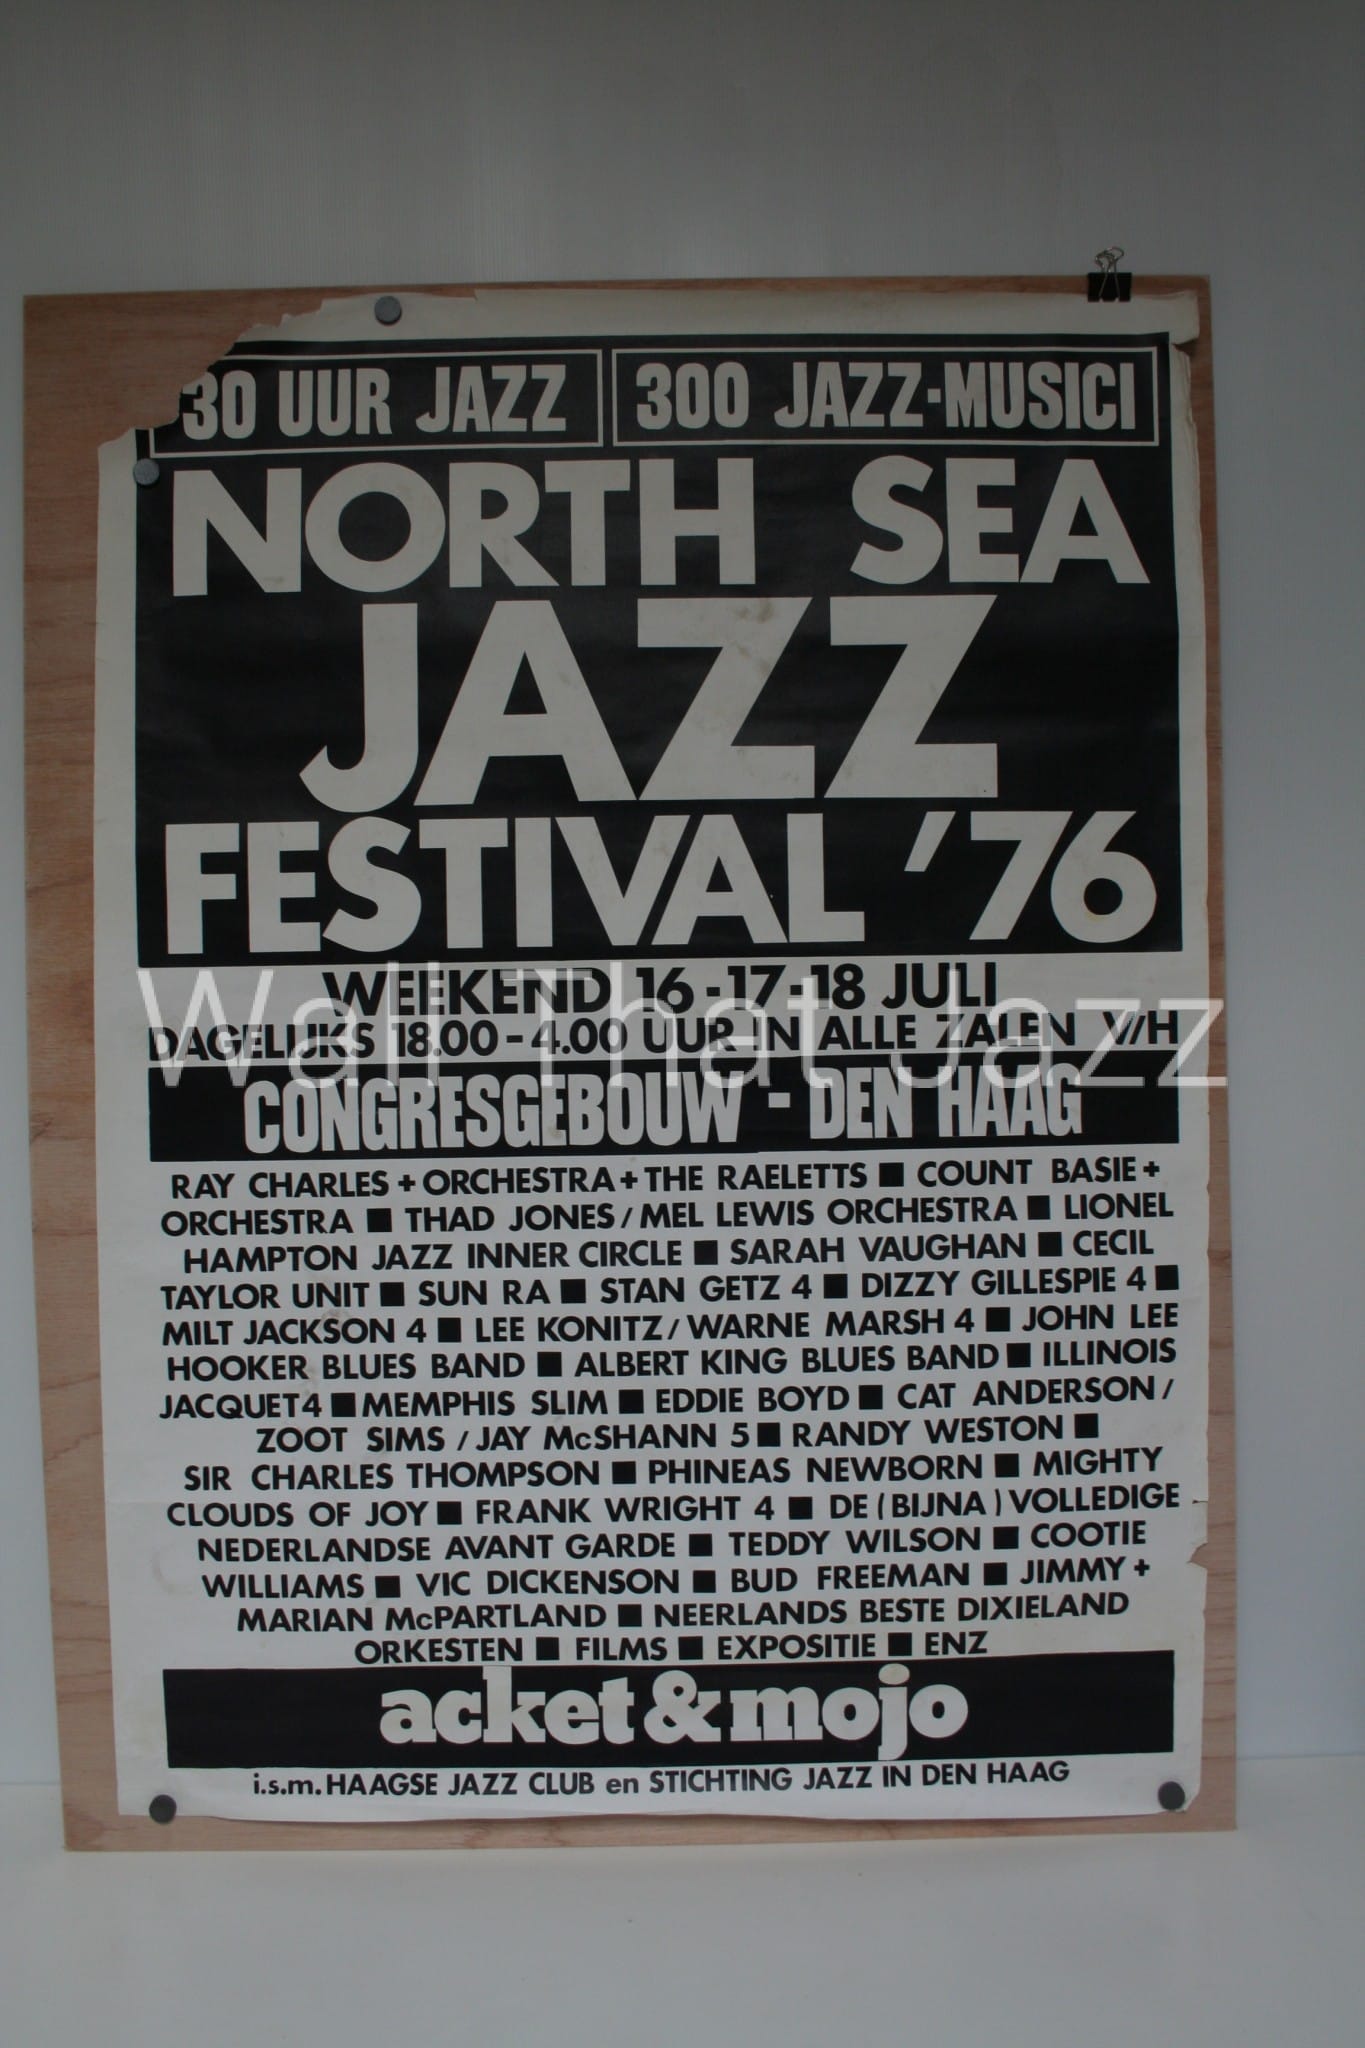 30 UUR JAZZ 300 JAZZ-MUSICI
NORTH SEA
JAZZ
FESTIVAL '76
WEEKEND 16-17-18 JULI
DAGELIJKS 18.00-4.00 UUR IN ALLE ZALEN V/H
Wall That Jazz
CONGRESGEBOUW - DEN HAAG
RAY CHARLES + ORCHESTRA + THE RAELETTS ■ COUNT BASIE +
ORCHESTRA ■ THAD JONES / MEL LEWIS ORCHESTRA ■ LIONEL
HAMPTON JAZZ INNER CIRCLE ■ SARAH VAUGHAN ■ CECIL
TAYLOR UNIT ■ SUN RA ■ STAN GETZ 4 ■ DIZZY GILLESPIE 4 ■
MILT JACKSON 4 ■ LEE KONITZ / WARNE MARSH 4 ■ JOHN LEE
HOOKER BLUES BAND ■ ALBERT KING BLUES BAND ■ ILLINOIS
JACQUET 4 ■ MEMPHIS SLIM ■ EDDIE BOYD ■ CAT ANDERSON /
ZOOT SIMS / JAY McSHANN 5 ■ RANDY WESTON ■
SIR CHARLES THOMPSON ■ PHINEAS NEWBORN ■ MIGHTY
CLOUDS OF JOY ■ FRANK WRIGHT 4 ■ DE (BIJNA) VOLLEDIGE
NEDERLANDSE AVANT GARDE ■ TEDDY WILSON ■ COOTIE
WILLIAMS ■ VIC DICKENSON ■ BUD FREEMAN ■ JIMMY +
MARIAN McPARTLAND ■ NEERLANDS BESTE DIXIELAND
ORKESTEN ■ FILMS ■ EXPOSITIE ■ ENZ
acket & mojo
i.s.m. HAAGSE JAZZ CLUB en STICHTING JAZZ IN DEN HAAG